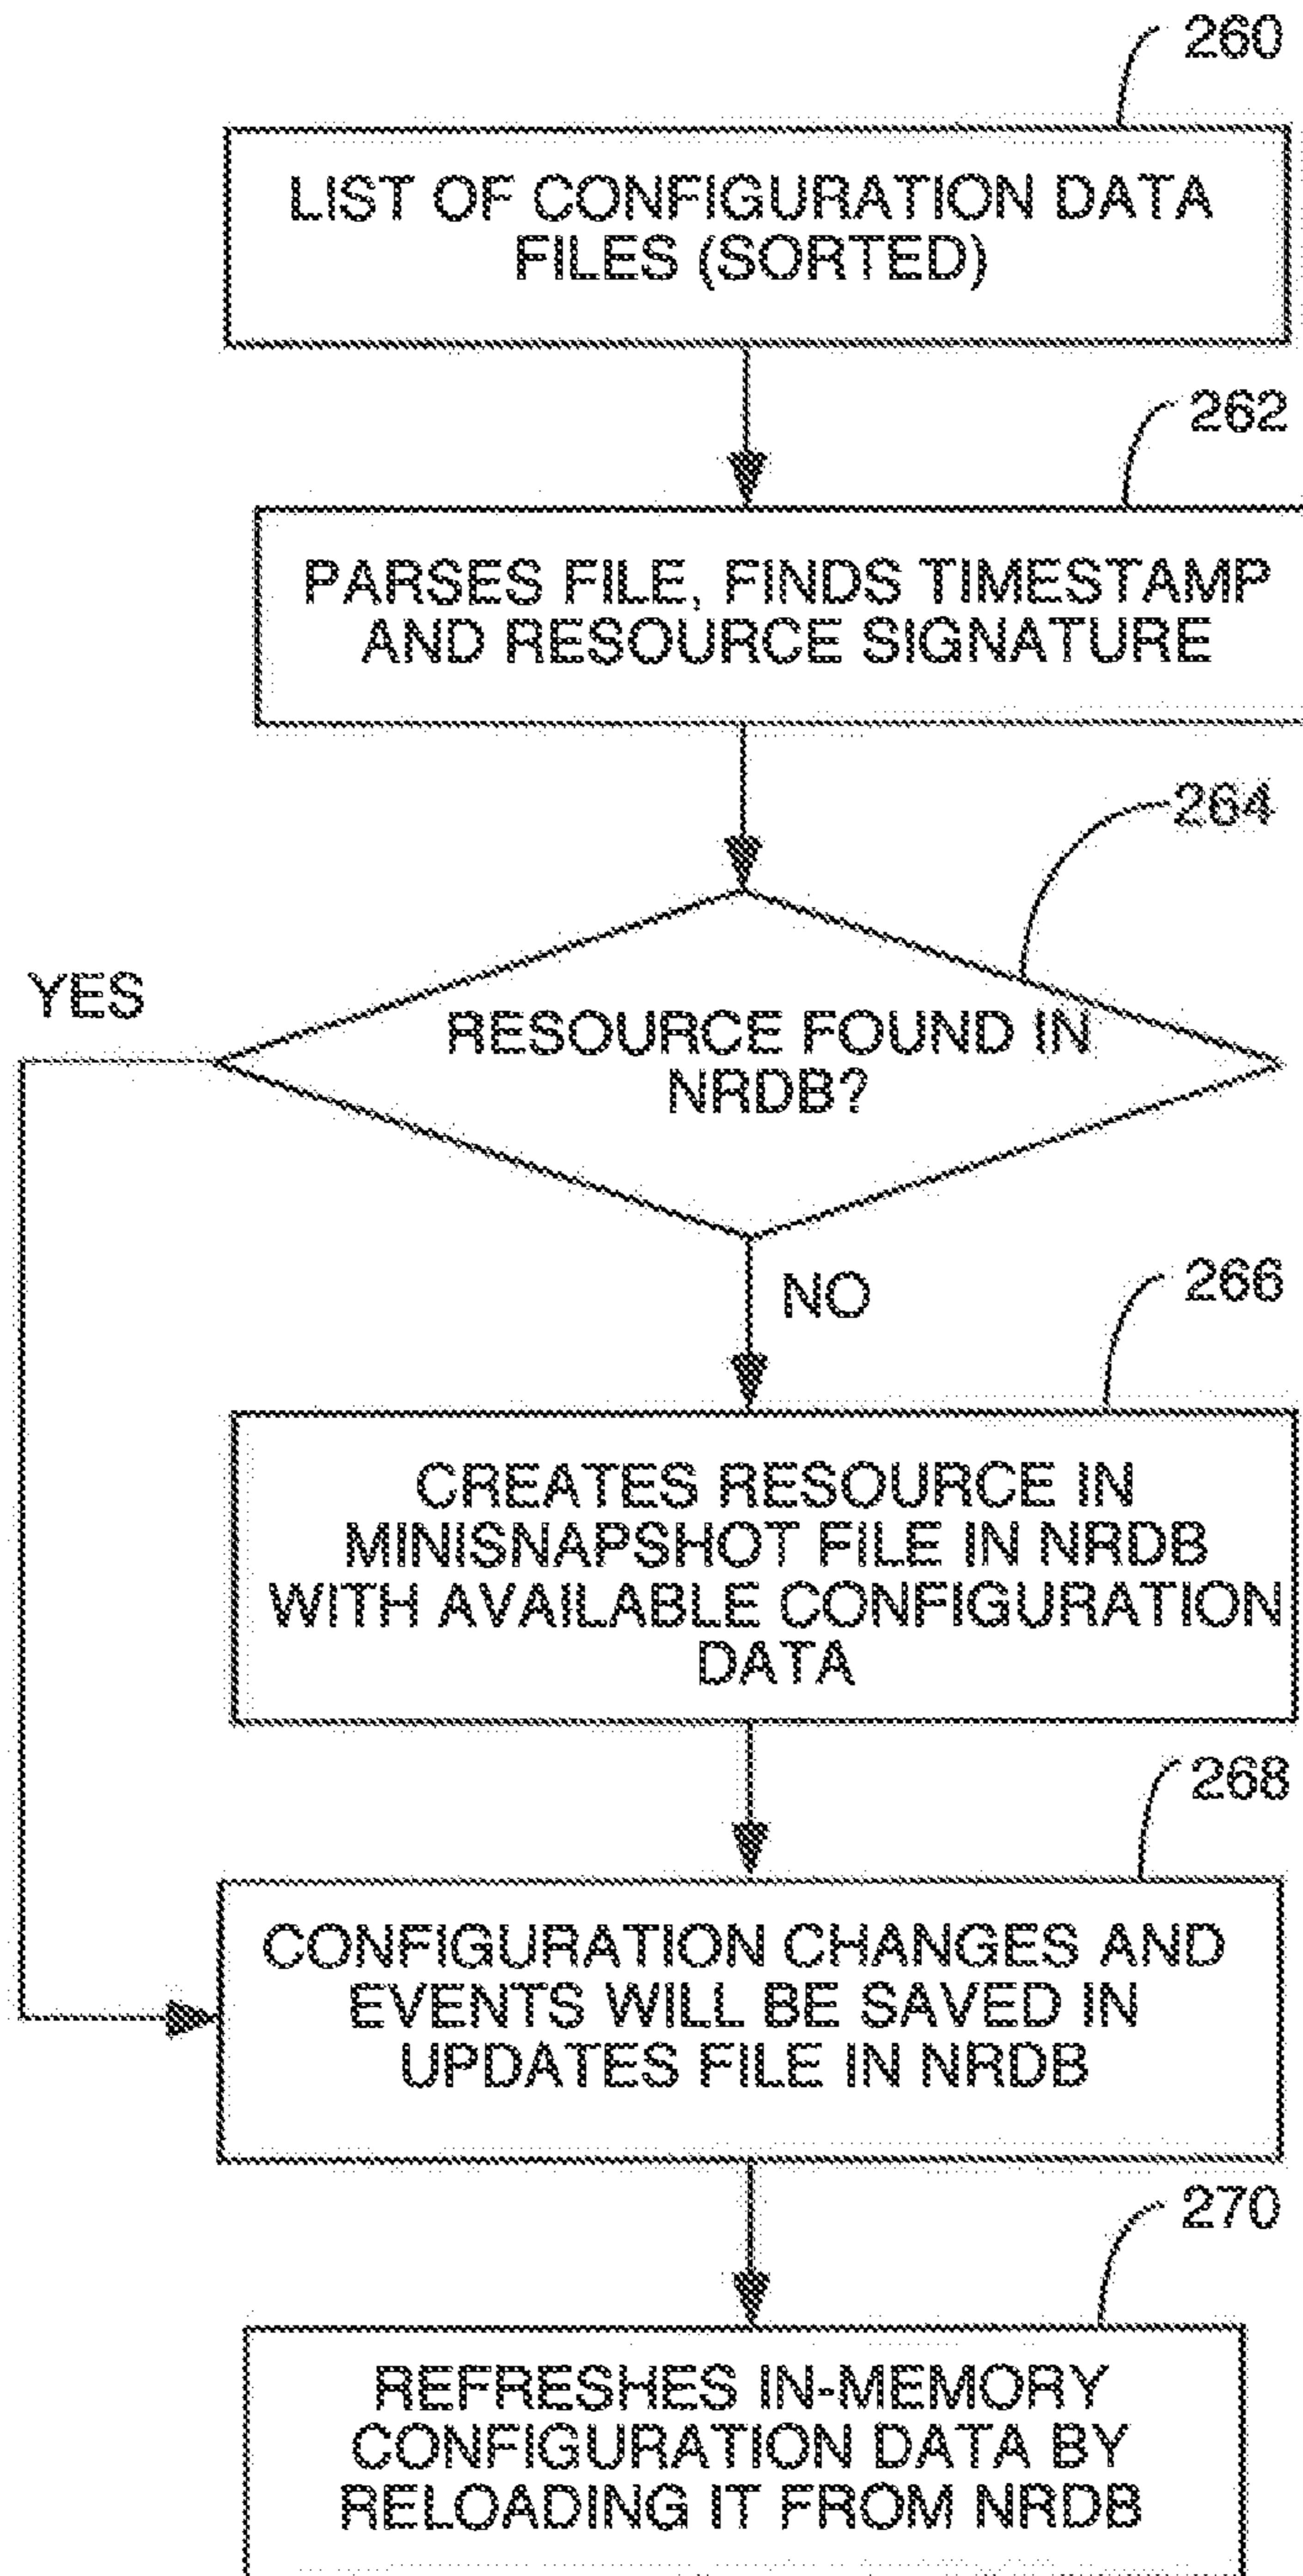 260
LIST OF CONFIGURATION DATA
FILES (SORTED)
262
PARSES FILE, FINDS TIMESTAMP
AND RESOURCE SIGNATURE
264
YES
RESOURCE FOUND IN
NRDB?
NO
266
CREATES RESOURCE IN
MINISNAPSHOT FILE IN NRDB
WITH AVAILABLE CONFIGURATION
DATA
268
CONFIGURATION CHANGES AND
EVENTS WILL BE SAVED IN
UPDATES FILE IN NRDB
270
REFRESHES IN-MEMORY
CONFIGURATION DATA BY
RELOADING IT FROM NRDB